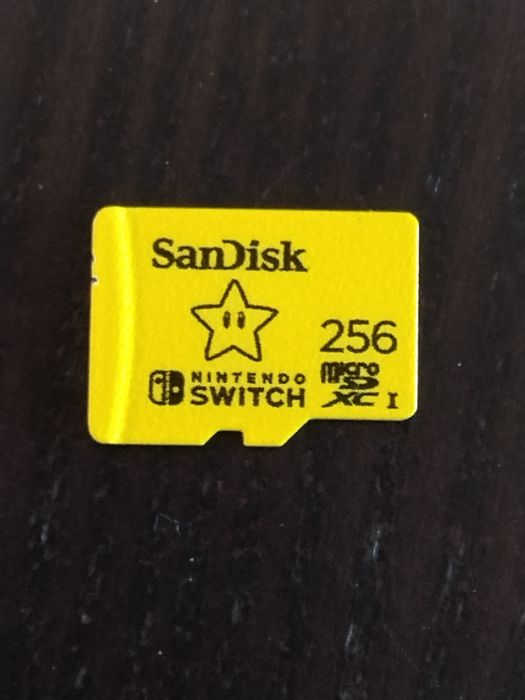 SanDisk
256
NINTENDO
SWITCH
micro
SD
XC I